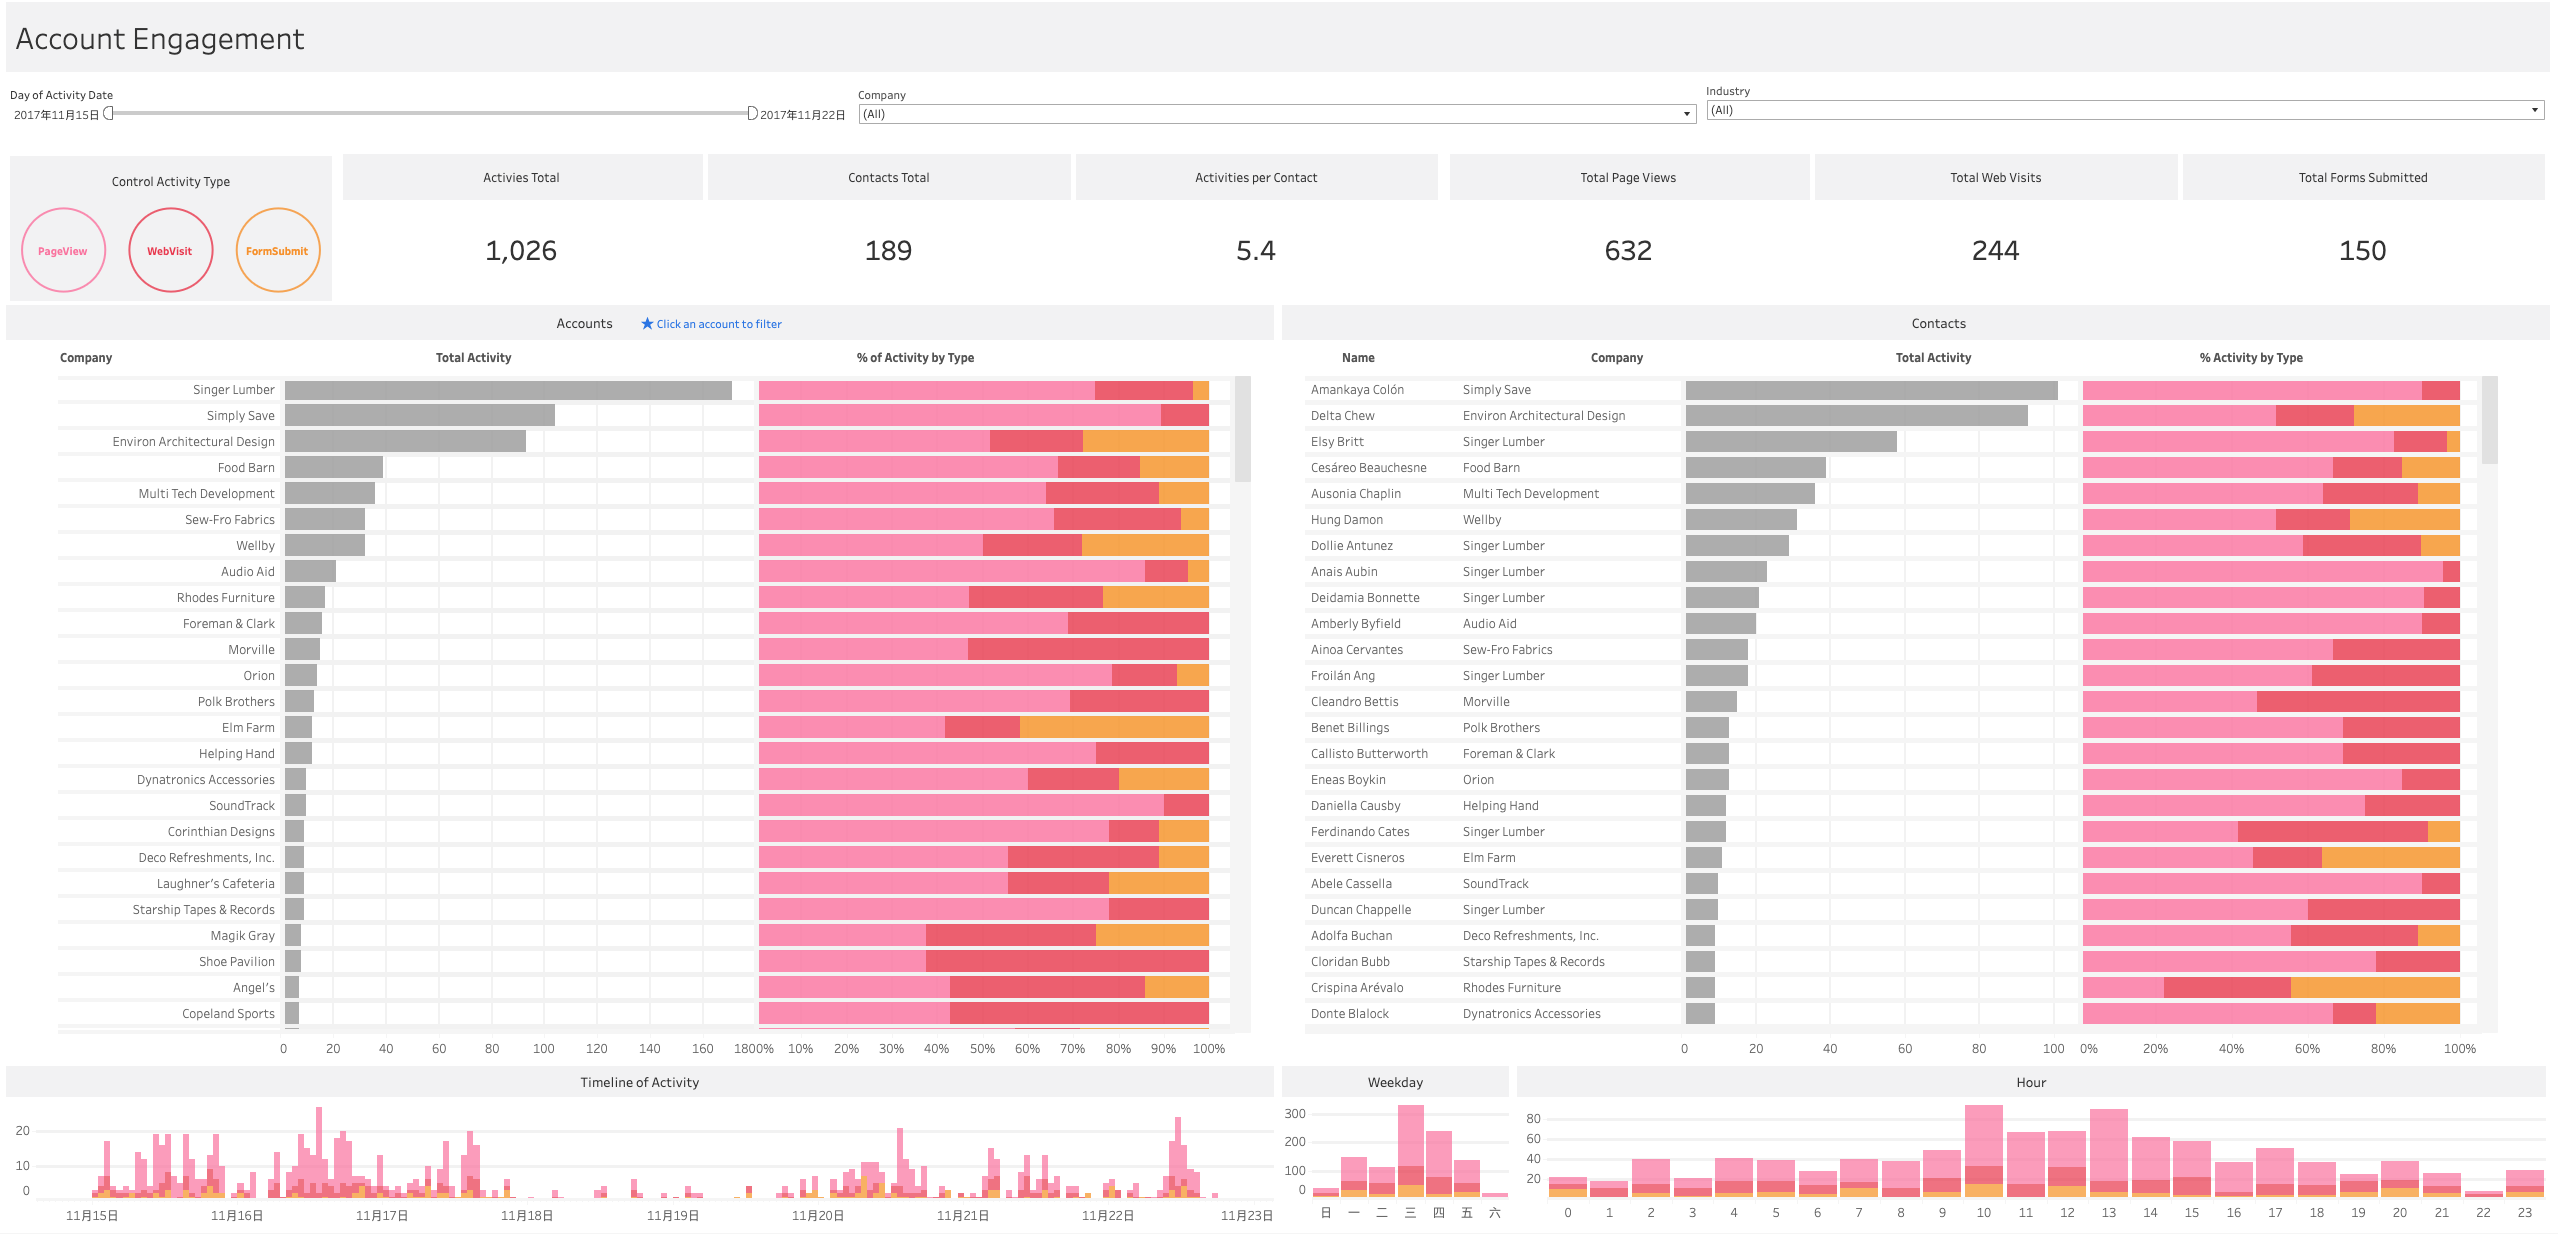 Account Engagement
Day of Activity Date
2017年11月15日 2017年11月22日
Company
(All)
Industry
(All)
Control Activity Type
PageView WebVisit FormSubmit
Activies Total Contacts Total Activities per Contact Total Page Views Total Web Visits Total Forms Submitted
1,026 189 5.4 632 244 150
Accounts ★ Click an account to filter
Company Total Activity % of Activity by Type
Singer Lumber
Simply Save
Environ Architectural Design
Food Barn
Multi Tech Development
Sew-Fro Fabrics
Wellby
Audio Aid
Rhodes Furniture
Foreman & Clark
Morville
Orion
Polk Brothers
Elm Farm
Helping Hand
Dynatronics Accessories
SoundTrack
Corinthian Designs
Deco Refreshments, Inc.
Laughner's Cafeteria
Starship Tapes & Records
Magik Gray
Shoe Pavilion
Angel's
Copeland Sports
0 20 40 60 80 100 120 140 160 180 0% 10% 20% 30% 40% 50% 60% 70% 80% 90% 100%
Contacts
Name Company Total Activity % Activity by Type
Amankaya Colón Simply Save
Delta Chew Environ Architectural Design
Elsy Britt Singer Lumber
Cesáreo Beauchesne Food Barn
Ausonia Chaplin Multi Tech Development
Hung Damon Wellby
Dollie Antunez Singer Lumber
Anais Aubin Singer Lumber
Deidamia Bonnette Singer Lumber
Amberly Byfield Audio Aid
Ainoa Cervantes Sew-Fro Fabrics
Froilán Ang Singer Lumber
Cleandro Bettis Morville
Benet Billings Polk Brothers
Callisto Butterworth Foreman & Clark
Eneas Boykin Orion
Daniella Causby Helping Hand
Ferdinando Cates Singer Lumber
Everett Cisneros Elm Farm
Abele Cassella SoundTrack
Duncan Chappelle Singer Lumber
Adolfa Buchan Deco Refreshments, Inc.
Cloridan Bubb Starship Tapes & Records
Crispina Arévalo Rhodes Furniture
Donte Blalock Dynatronics Accessories
0 20 40 60 80 100 0% 20% 40% 60% 80% 100%
Timeline of Activity
20
10
0
11月15日 11月16日 11月17日 11月18日 11月19日 11月20日 11月21日 11月22日 11月23日
Weekday
300
200
100
0
日 一 二 三 四 五 六
Hour
80
60
40
20
0 1 2 3 4 5 6 7 8 9 10 11 12 13 14 15 16 17 18 19 20 21 22 23